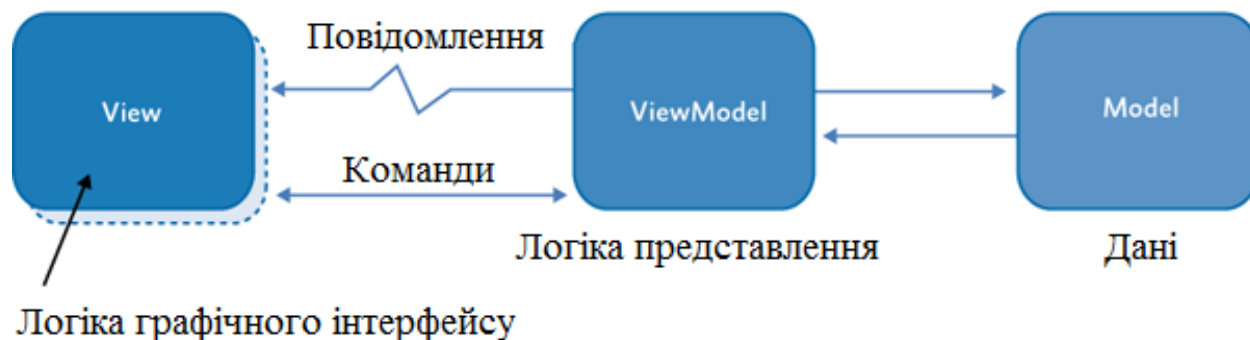 Повідомлення
View
ViewModel
Model
Команди
Логіка представлення
Дані
Логіка графічного інтерфейсу